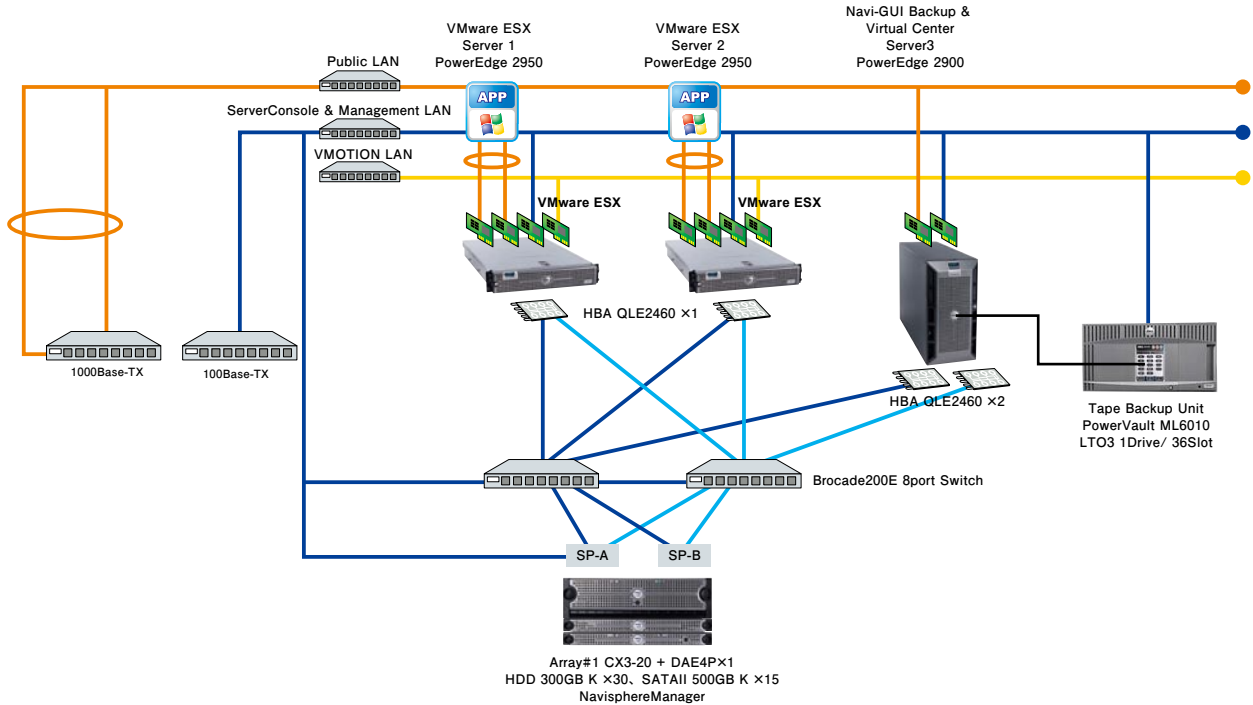 VMware ESX
Server 1
PowerEdge 2950
VMware ESX
Server 2
PowerEdge 2950
Navi-GUI Backup &
Virtual Center
Server3
PowerEdge 2900
Public LAN
APP
APP
ServerConsole & Management LAN
VMOTION LAN
VMware ESX
VMware ESX
HBA QLE2460 ×1
1000Base-TX
100Base-TX
HBA QLE2460 ×2
Tape Backup Unit
PowerVault ML6010
LTO3 1Drive/ 36Slot
Brocade200E 8port Switch
SP-A
SP-B
Array#1 CX3-20 + DAE4P×1
HDD 300GB K ×30、SATAII 500GB K ×15
NavisphereManager